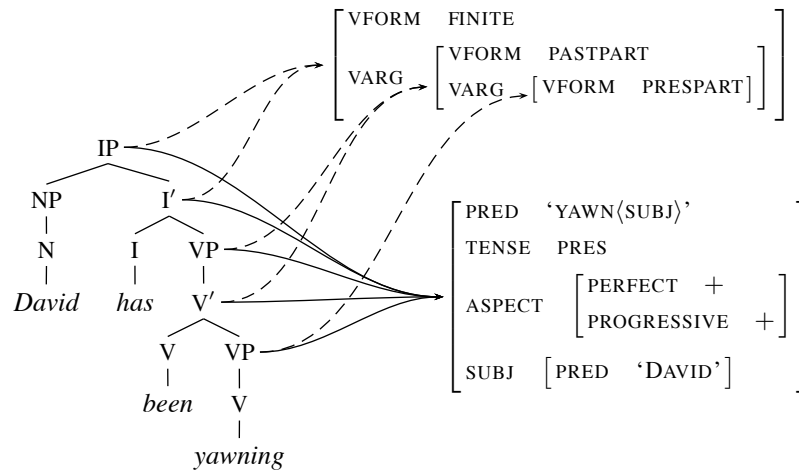 VFORM FINITE
VFORM PASTPART
VARG
VARG [VFORM PRESPART]
IP
NP I′
PRED ‘YAWN⟨SUBJ⟩’
N I VP
TENSE PRES
PERFECT +
David has V′
ASPECT
PROGRESSIVE +
V VP
SUBJ [PRED ‘DAVID’]
been V
yawning